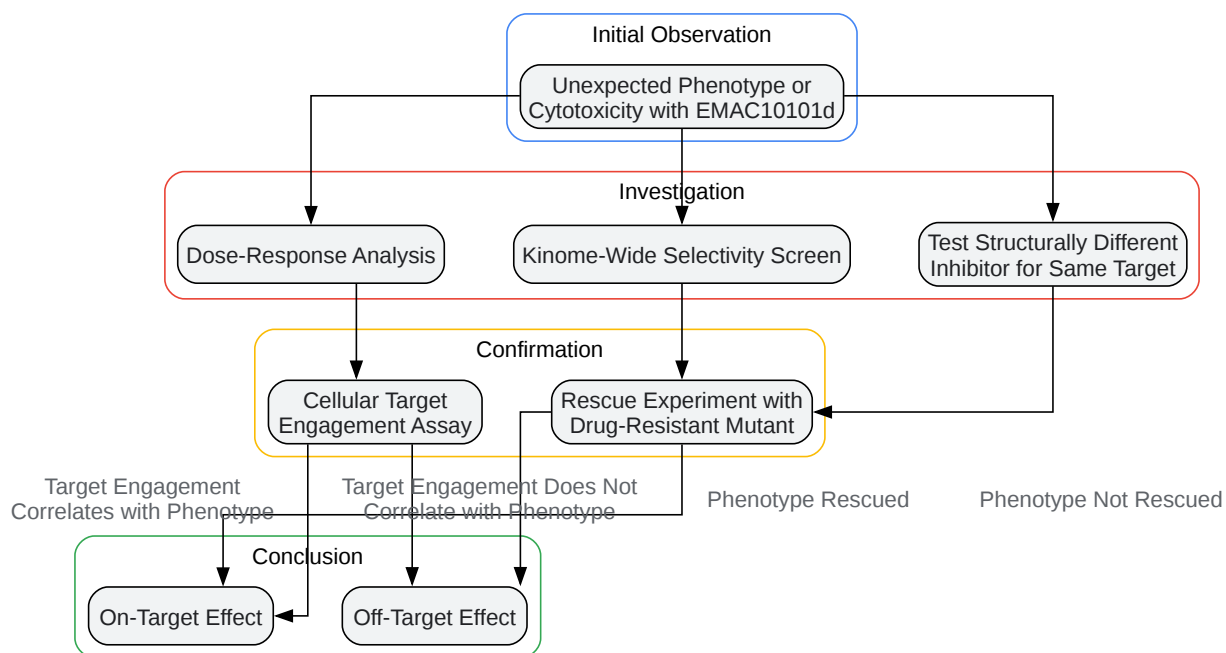 Initial Observation
Unexpected Phenotype or
Cytotoxicity with EMAC10101d
Investigation
Dose-Response Analysis
Kinome-Wide Selectivity Screen
Test Structurally Different
Inhibitor for Same Target
Confirmation
Cellular Target
Engagement Assay
Rescue Experiment with
Drug-Resistant Mutant
Target Engagement
Correlates with Phenotype
Target Engagement Does Not
Correlate with Phenotype
Phenotype Rescued
Phenotype Not Rescued
Conclusion
On-Target Effect
Off-Target Effect